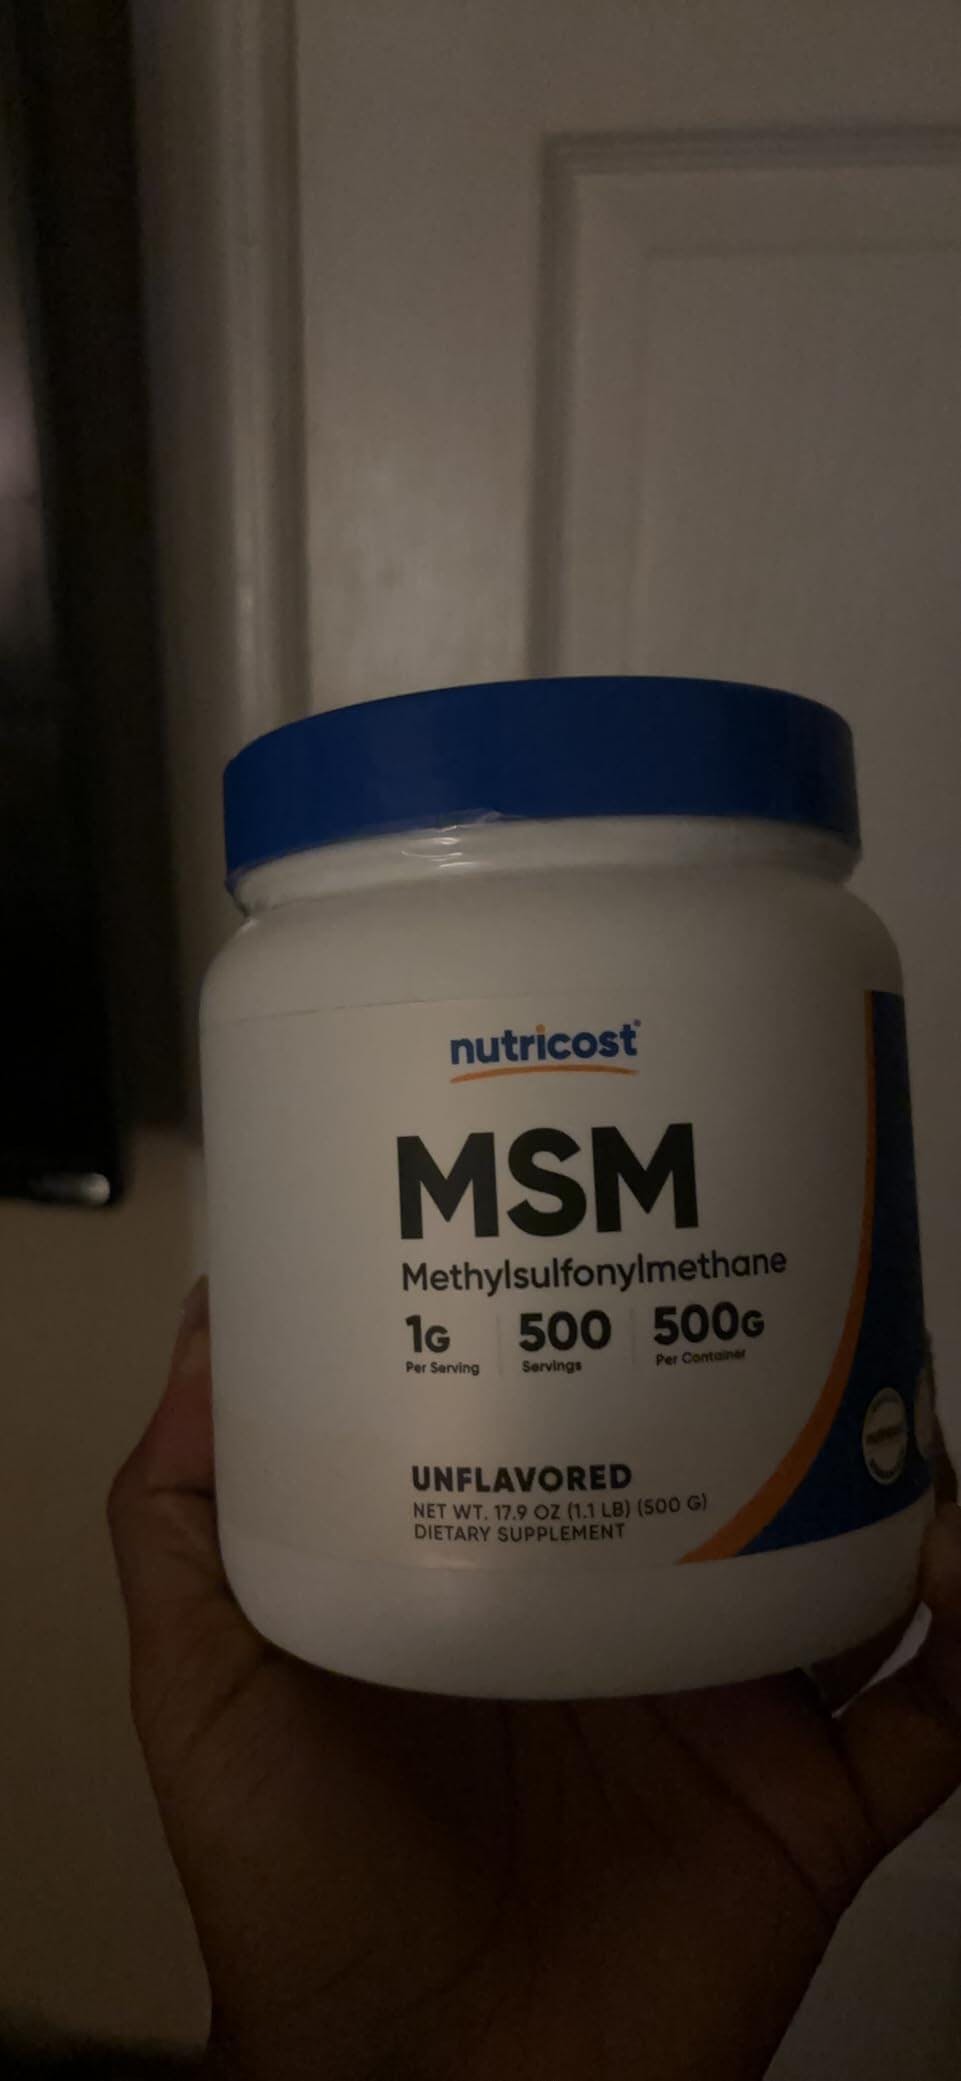 nutricost®
MSM
Methylsulfonylmethane
1G 500 500G
Per Serving Servings Per Container
UNFLAVORED
NET WT. 17.9 OZ (1.1 LB) (500 G)
DIETARY SUPPLEMENT